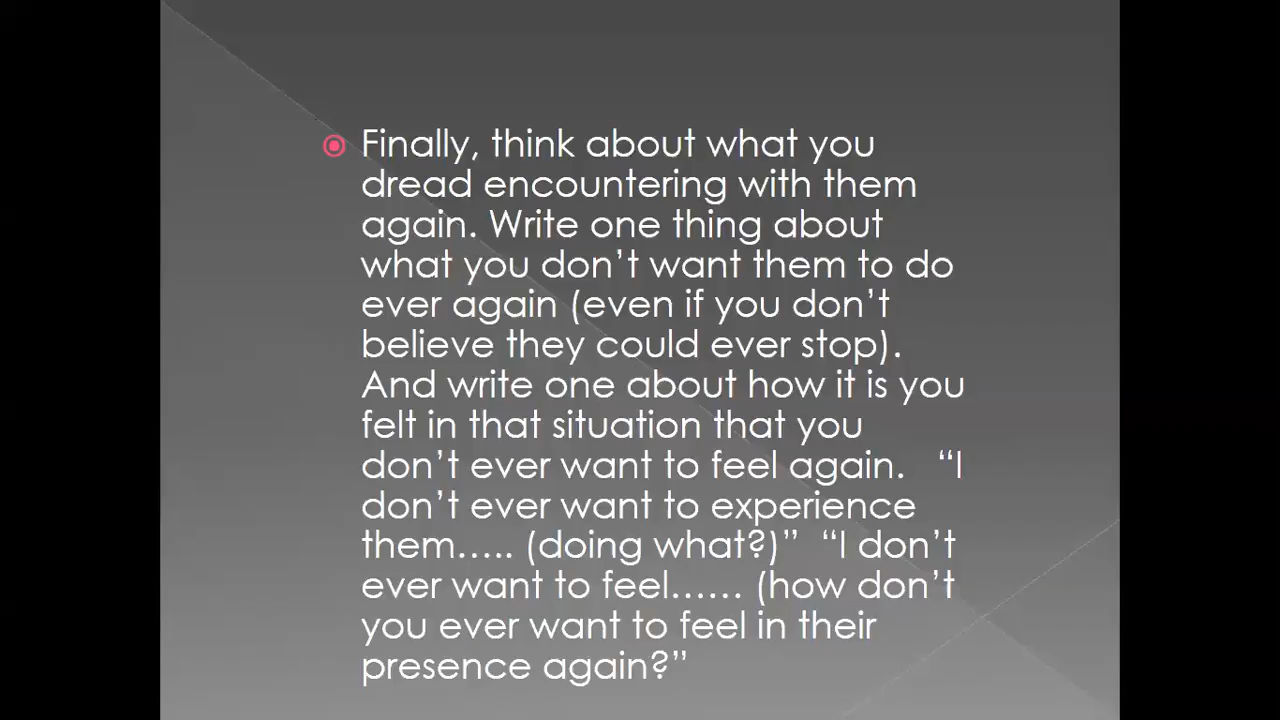 Finally, think about what you
dread encountering with them
again. Write one thing about
what you don’t want them to do
ever again (even if you don’t
believe they could ever stop).
And write one about how it is you
felt in that situation that you
don’t ever want to feel again.   “I
don’t ever want to experience
them….. (doing what?)”  “I don’t
ever want to feel…… (how don’t
you ever want to feel in their
presence again?”